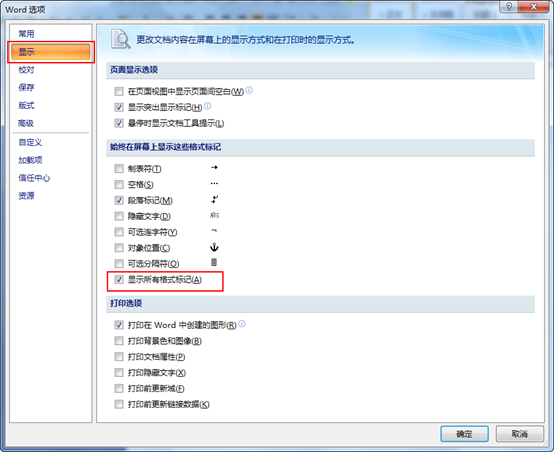 Word 选项
常用
显示
校对
保存
版式
高级
自定义
加载项
信任中心
资源
更改文档内容在屏幕上的显示方式和在打印时的显示方式。
页面显示选项
在页面视图中显示页面间空白(W)
显示突出显示标记(H)
悬停时显示文档工具提示(L)
始终在屏幕上显示这些格式标记
制表符(T)
空格(S)
段落标记(M)
隐藏文字(D)
可选连字符(Y)
对象位置(C)
可选分隔符(O)
显示所有格式标记(A)
打印选项
打印在 Word 中创建的图形(R)
打印背景色和图像(B)
打印文档属性(P)
打印隐藏文字(X)
打印前更新域(F)
打印前更新链接数据(K)
确定
取消